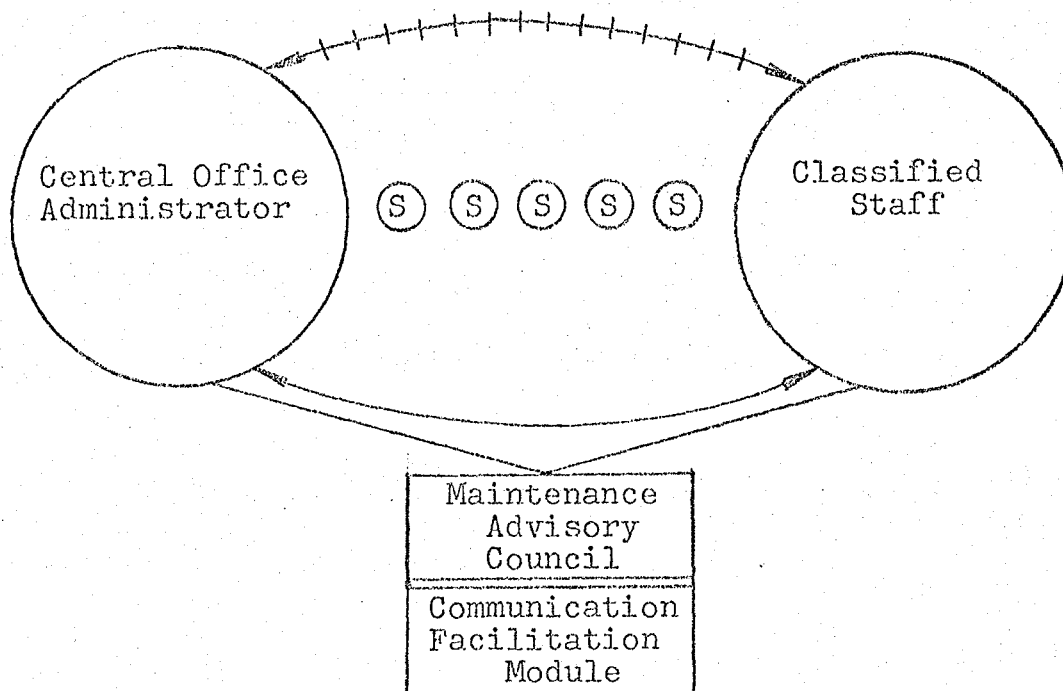 Central Office
Administrator
S S S S S
Classified
Staff
Maintenance
Advisory
Council
Communication
Facilitation
Module